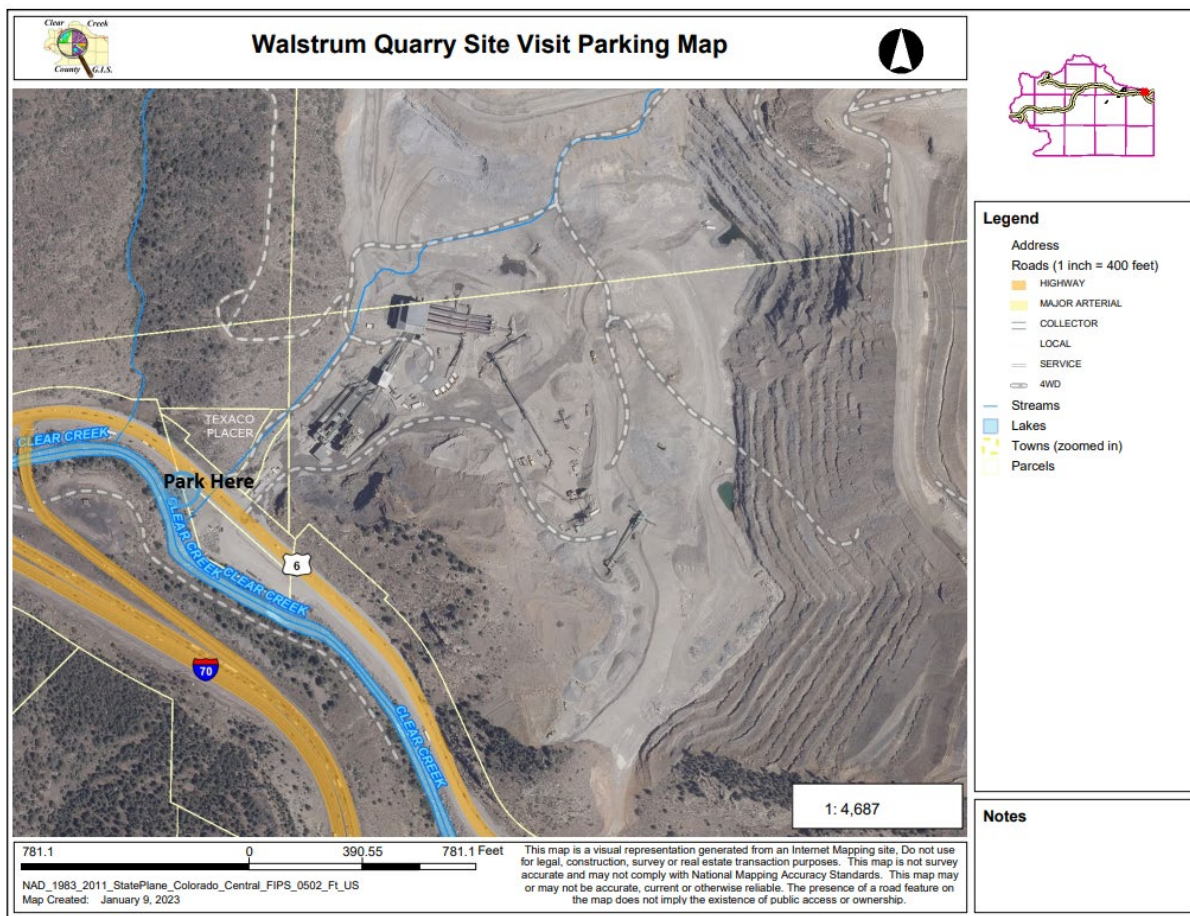 Clear Creek
County G.I.S.
Walstrum Quarry Site Visit Parking Map
TEXACO
PLACER
CLEAR CREEK
Park Here
CLEAR CREEK
CLEAR CREEK
6
70
CLEAR CREEK
1: 4,687
Legend
Address
Roads (1 inch = 400 feet)
HIGHWAY
MAJOR ARTERIAL
COLLECTOR
LOCAL
SERVICE
4WD
Streams
Lakes
Towns (zoomed in)
Parcels
Notes
781.1 0 390.55 781.1 Feet
NAD_1983_2011_StatePlane_Colorado_Central_FIPS_0502_Ft_US
Map Created: January 9, 2023
This map is a visual representation generated from an Internet Mapping site, Do not use
for legal, construction, survey or real estate transaction purposes. This map is not survey
accurate and may not comply with National Mapping Accuracy Standards. This map may
or may not be accurate, current or otherwise reliable. The presence of a road feature on
the map does not imply the existence of public access or ownership.